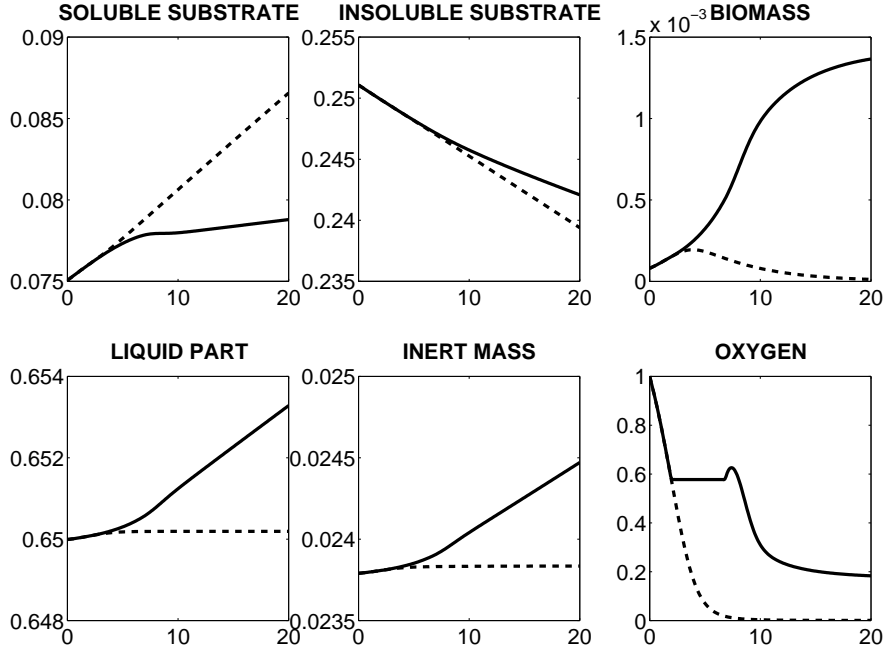 SOLUBLE SUBSTRATE
0.09
0.085
0.08
0.075
0 10 20
INSOLUBLE SUBSTRATE
0.255
0.25
0.245
0.24
0.235
0 10 20
BIOMASS
x 10⁻³
1.5
1
0.5
0
0 10 20
LIQUID PART
0.654
0.652
0.65
0.648
0 10 20
INERT MASS
0.025
0.0245
0.024
0.0235
0 10 20
OXYGEN
1
0.8
0.6
0.4
0.2
0
0 10 20